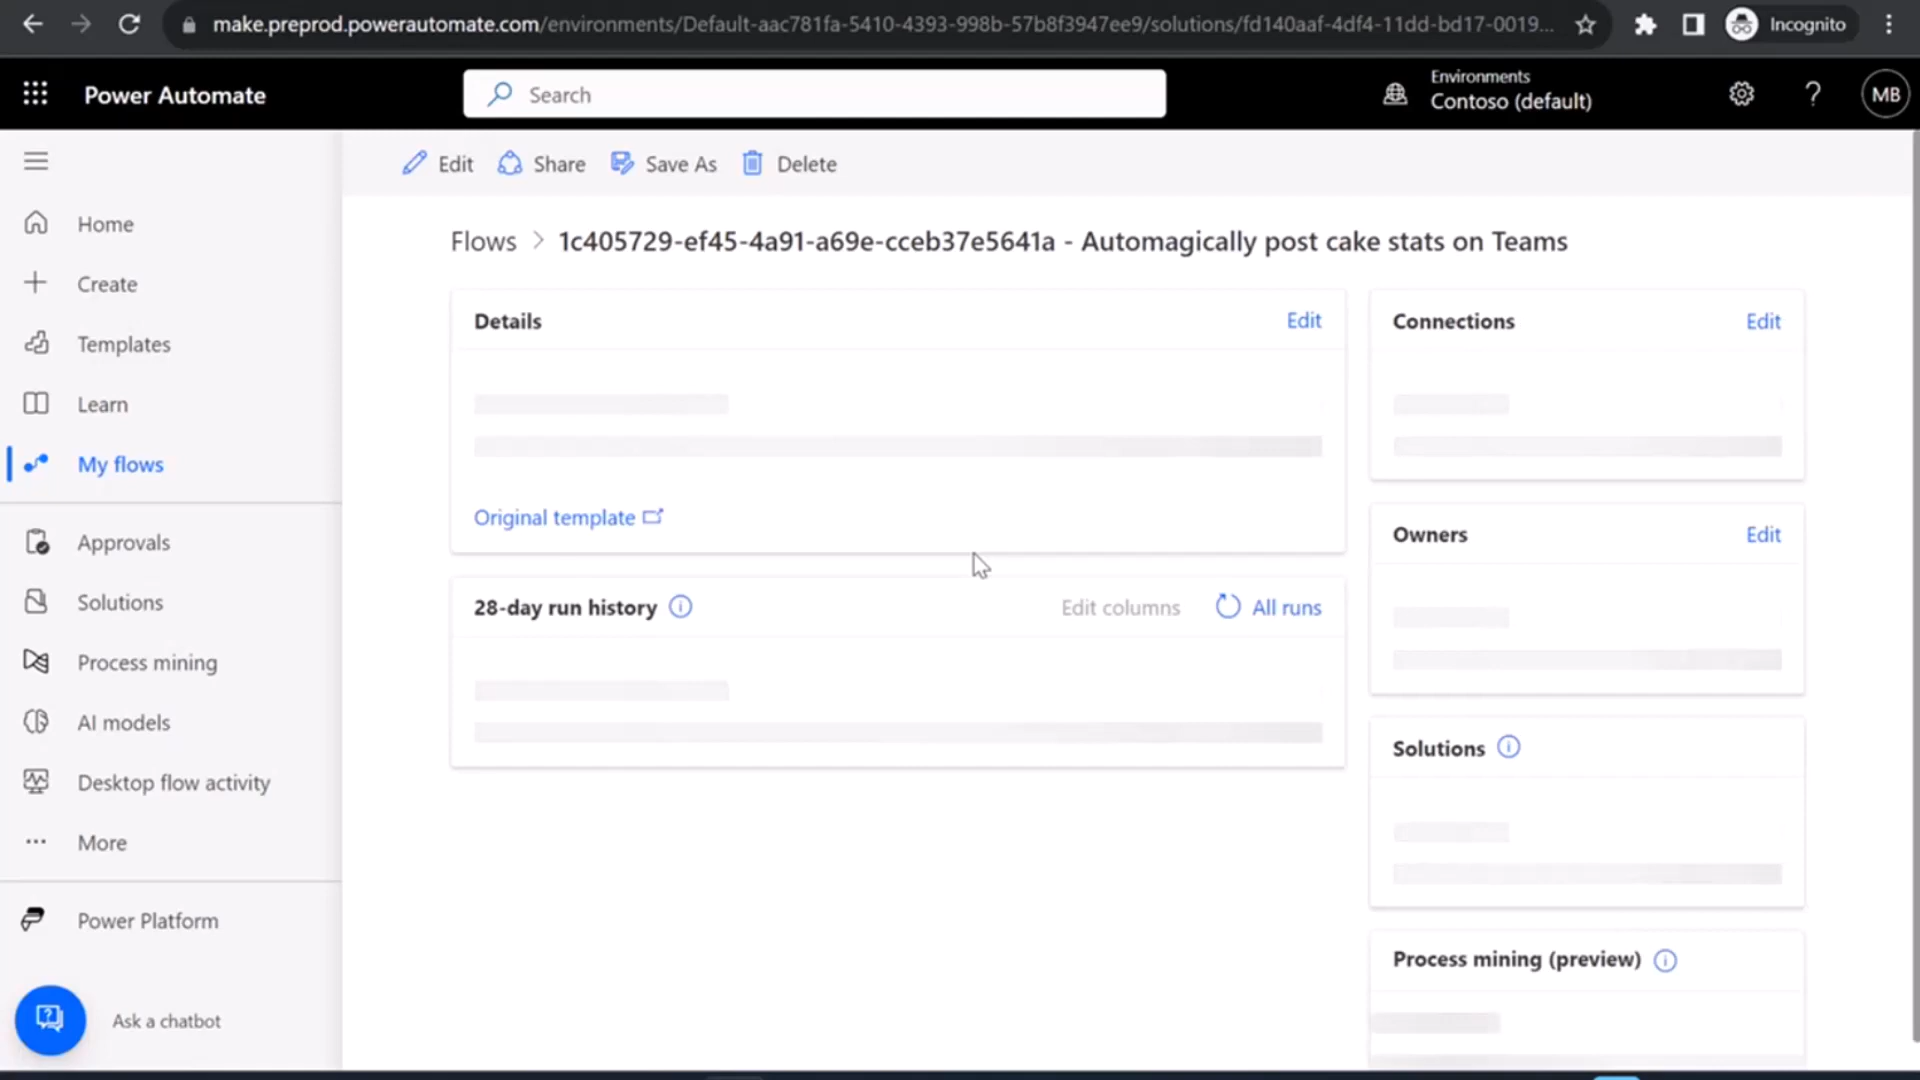 make.preprod.powerautomate.com/environments/Default-aac781fa-5410-4393-998b-57b8f3947ee9/solutions/fd140aaf-4df4-11dd-bd17-0019...
Incognito
Power Automate
Search
Environments
Contoso (default)
?
MB
Edit
Share
Save As
Delete
Home
Create
Templates
Learn
My flows
Approvals
Solutions
Process mining
AI models
Desktop flow activity
More
Power Platform
Ask a chatbot
Flows > 1c405729-ef45-4a91-a69e-cceb37e5641a - Automagically post cake stats on Teams
Details
Edit
Original template
28-day run history
Edit columns
All runs
Connections
Edit
Owners
Edit
Solutions
Process mining (preview)